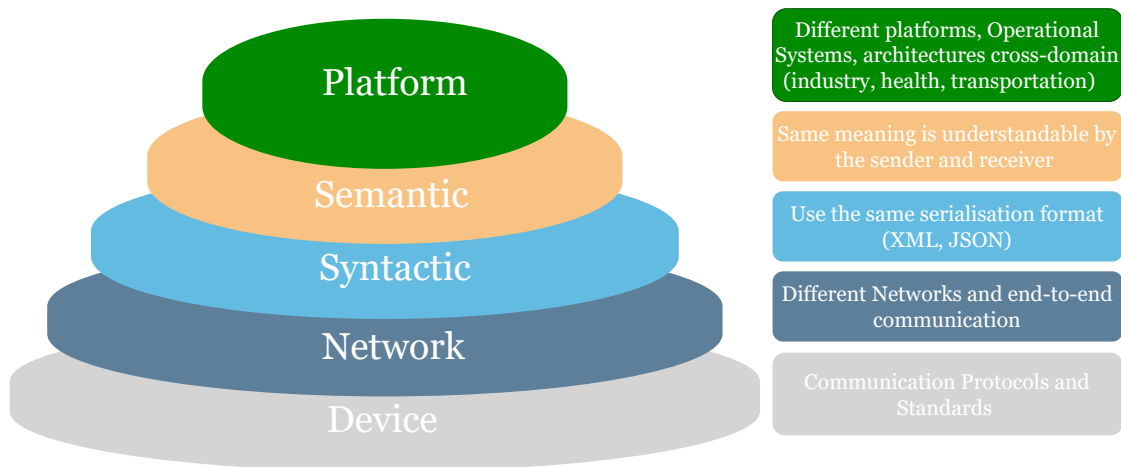 Platform
Different platforms, Operational
Systems, architectures cross-domain
(industry, health, transportation)
Semantic
Same meaning is understandable by
the sender and receiver
Syntactic
Use the same serialisation format
(XML, JSON)
Network
Different Networks and end-to-end
communication
Device
Communication Protocols and
Standards